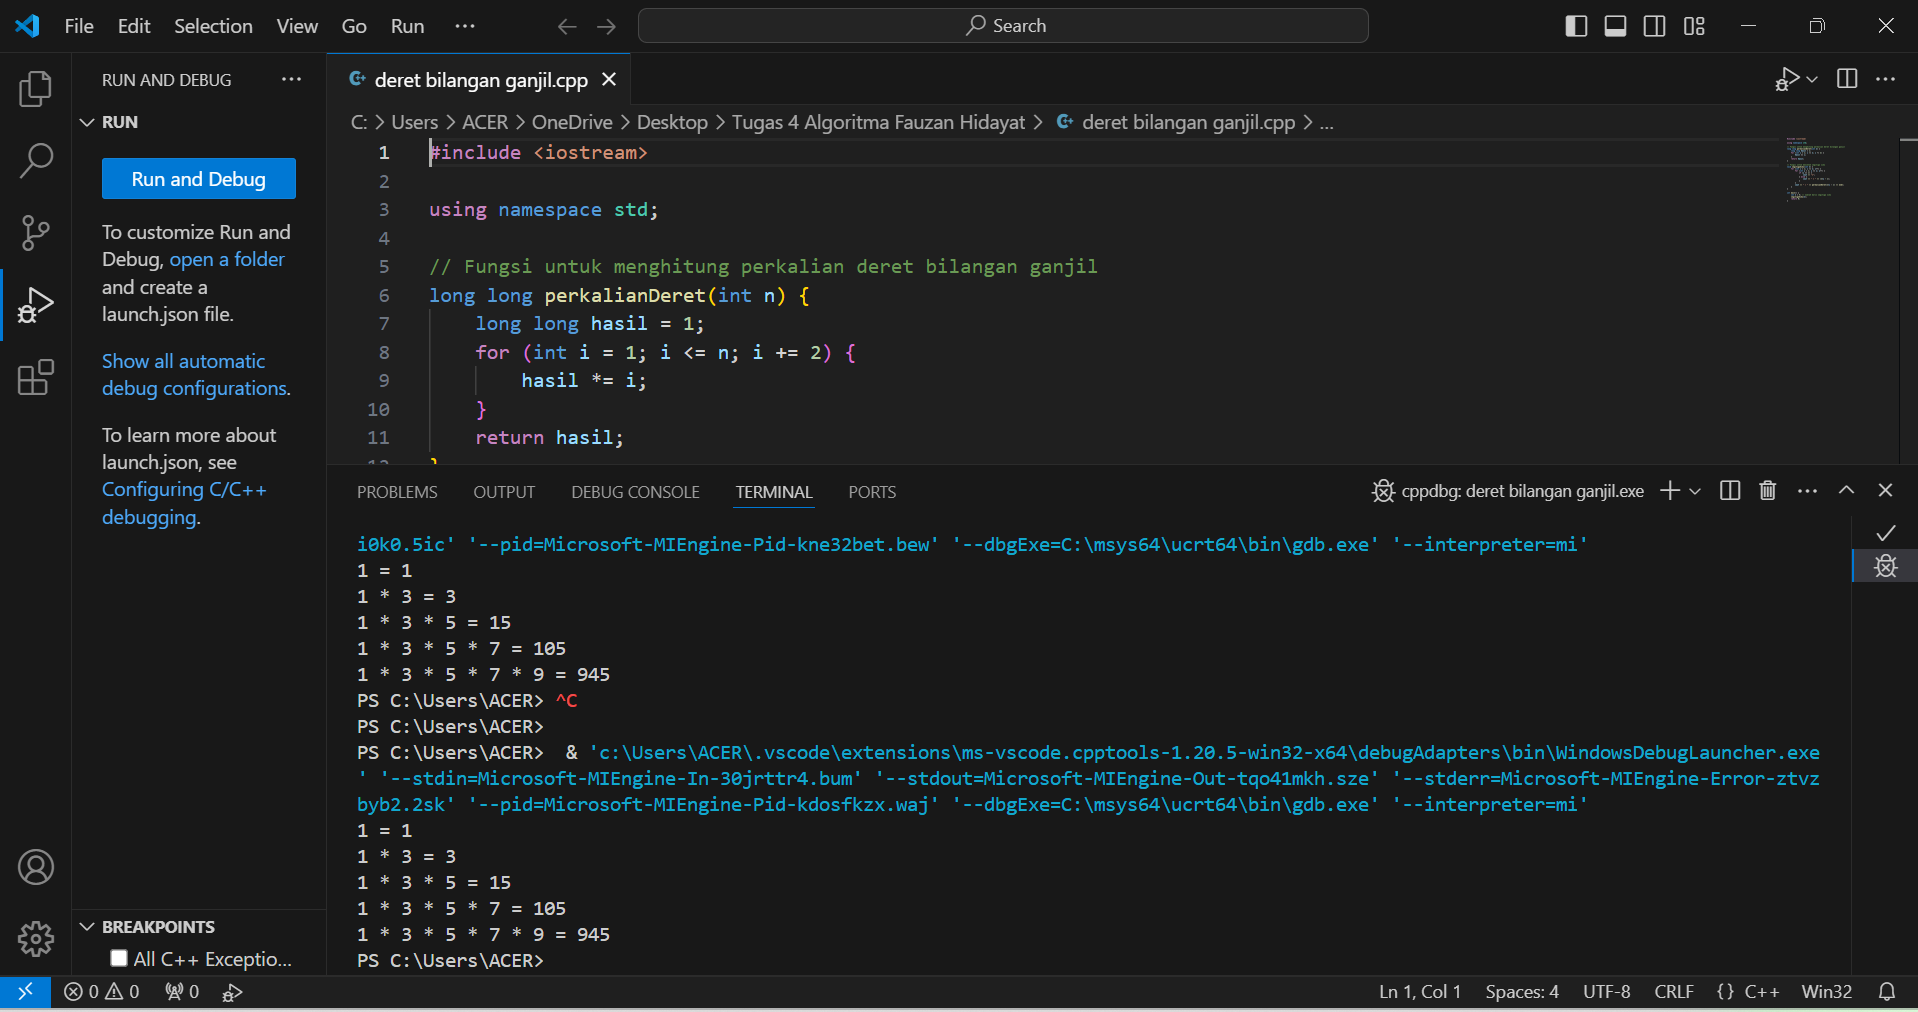 File Edit Selection View Go Run ··· Search
RUN AND DEBUG ···
RUN
Run and Debug
To customize Run and
Debug, open a folder
and create a
launch.json file.
Show all automatic
debug configurations.
To learn more about
launch.json, see
Configuring C/C++
debugging.
BREAKPOINTS
All C++ Exceptio...
deret bilangan ganjil.cpp
C: > Users > ACER > OneDrive > Desktop > Tugas 4 Algoritma Fauzan Hidayat > deret bilangan ganjil.cpp > ...
1 #include <iostream>
2
3 using namespace std;
4
5 // Fungsi untuk menghitung perkalian deret bilangan ganjil
6 long long perkalianDeret(int n) {
7 long long hasil = 1;
8 for (int i = 1; i <= n; i += 2) {
9 hasil *= i;
10 }
11 return hasil;
PROBLEMS OUTPUT DEBUG CONSOLE TERMINAL PORTS cppdbg: deret bilangan ganjil.exe
i0k0.5ic' '--pid=Microsoft-MIEngine-Pid-kne32bet.bew' '--dbgExe=C:\msys64\ucrt64\bin\gdb.exe' '--interpreter=mi'
1 = 1
1 * 3 = 3
1 * 3 * 5 = 15
1 * 3 * 5 * 7 = 105
1 * 3 * 5 * 7 * 9 = 945
PS C:\Users\ACER> ^C
PS C:\Users\ACER>
PS C:\Users\ACER> & 'c:\Users\ACER\.vscode\extensions\ms-vscode.cpptools-1.20.5-win32-x64\debugAdapters\bin\WindowsDebugLauncher.exe
' '--stdin=Microsoft-MIEngine-In-30jrttr4.bum' '--stdout=Microsoft-MIEngine-Out-tqo41mkh.sze' '--stderr=Microsoft-MIEngine-Error-ztvz
byb2.2sk' '--pid=Microsoft-MIEngine-Pid-kdosfkzx.waj' '--dbgExe=C:\msys64\ucrt64\bin\gdb.exe' '--interpreter=mi'
1 = 1
1 * 3 = 3
1 * 3 * 5 = 15
1 * 3 * 5 * 7 = 105
1 * 3 * 5 * 7 * 9 = 945
PS C:\Users\ACER>
0 0 0 Ln 1, Col 1 Spaces: 4 UTF-8 CRLF {} C++ Win32